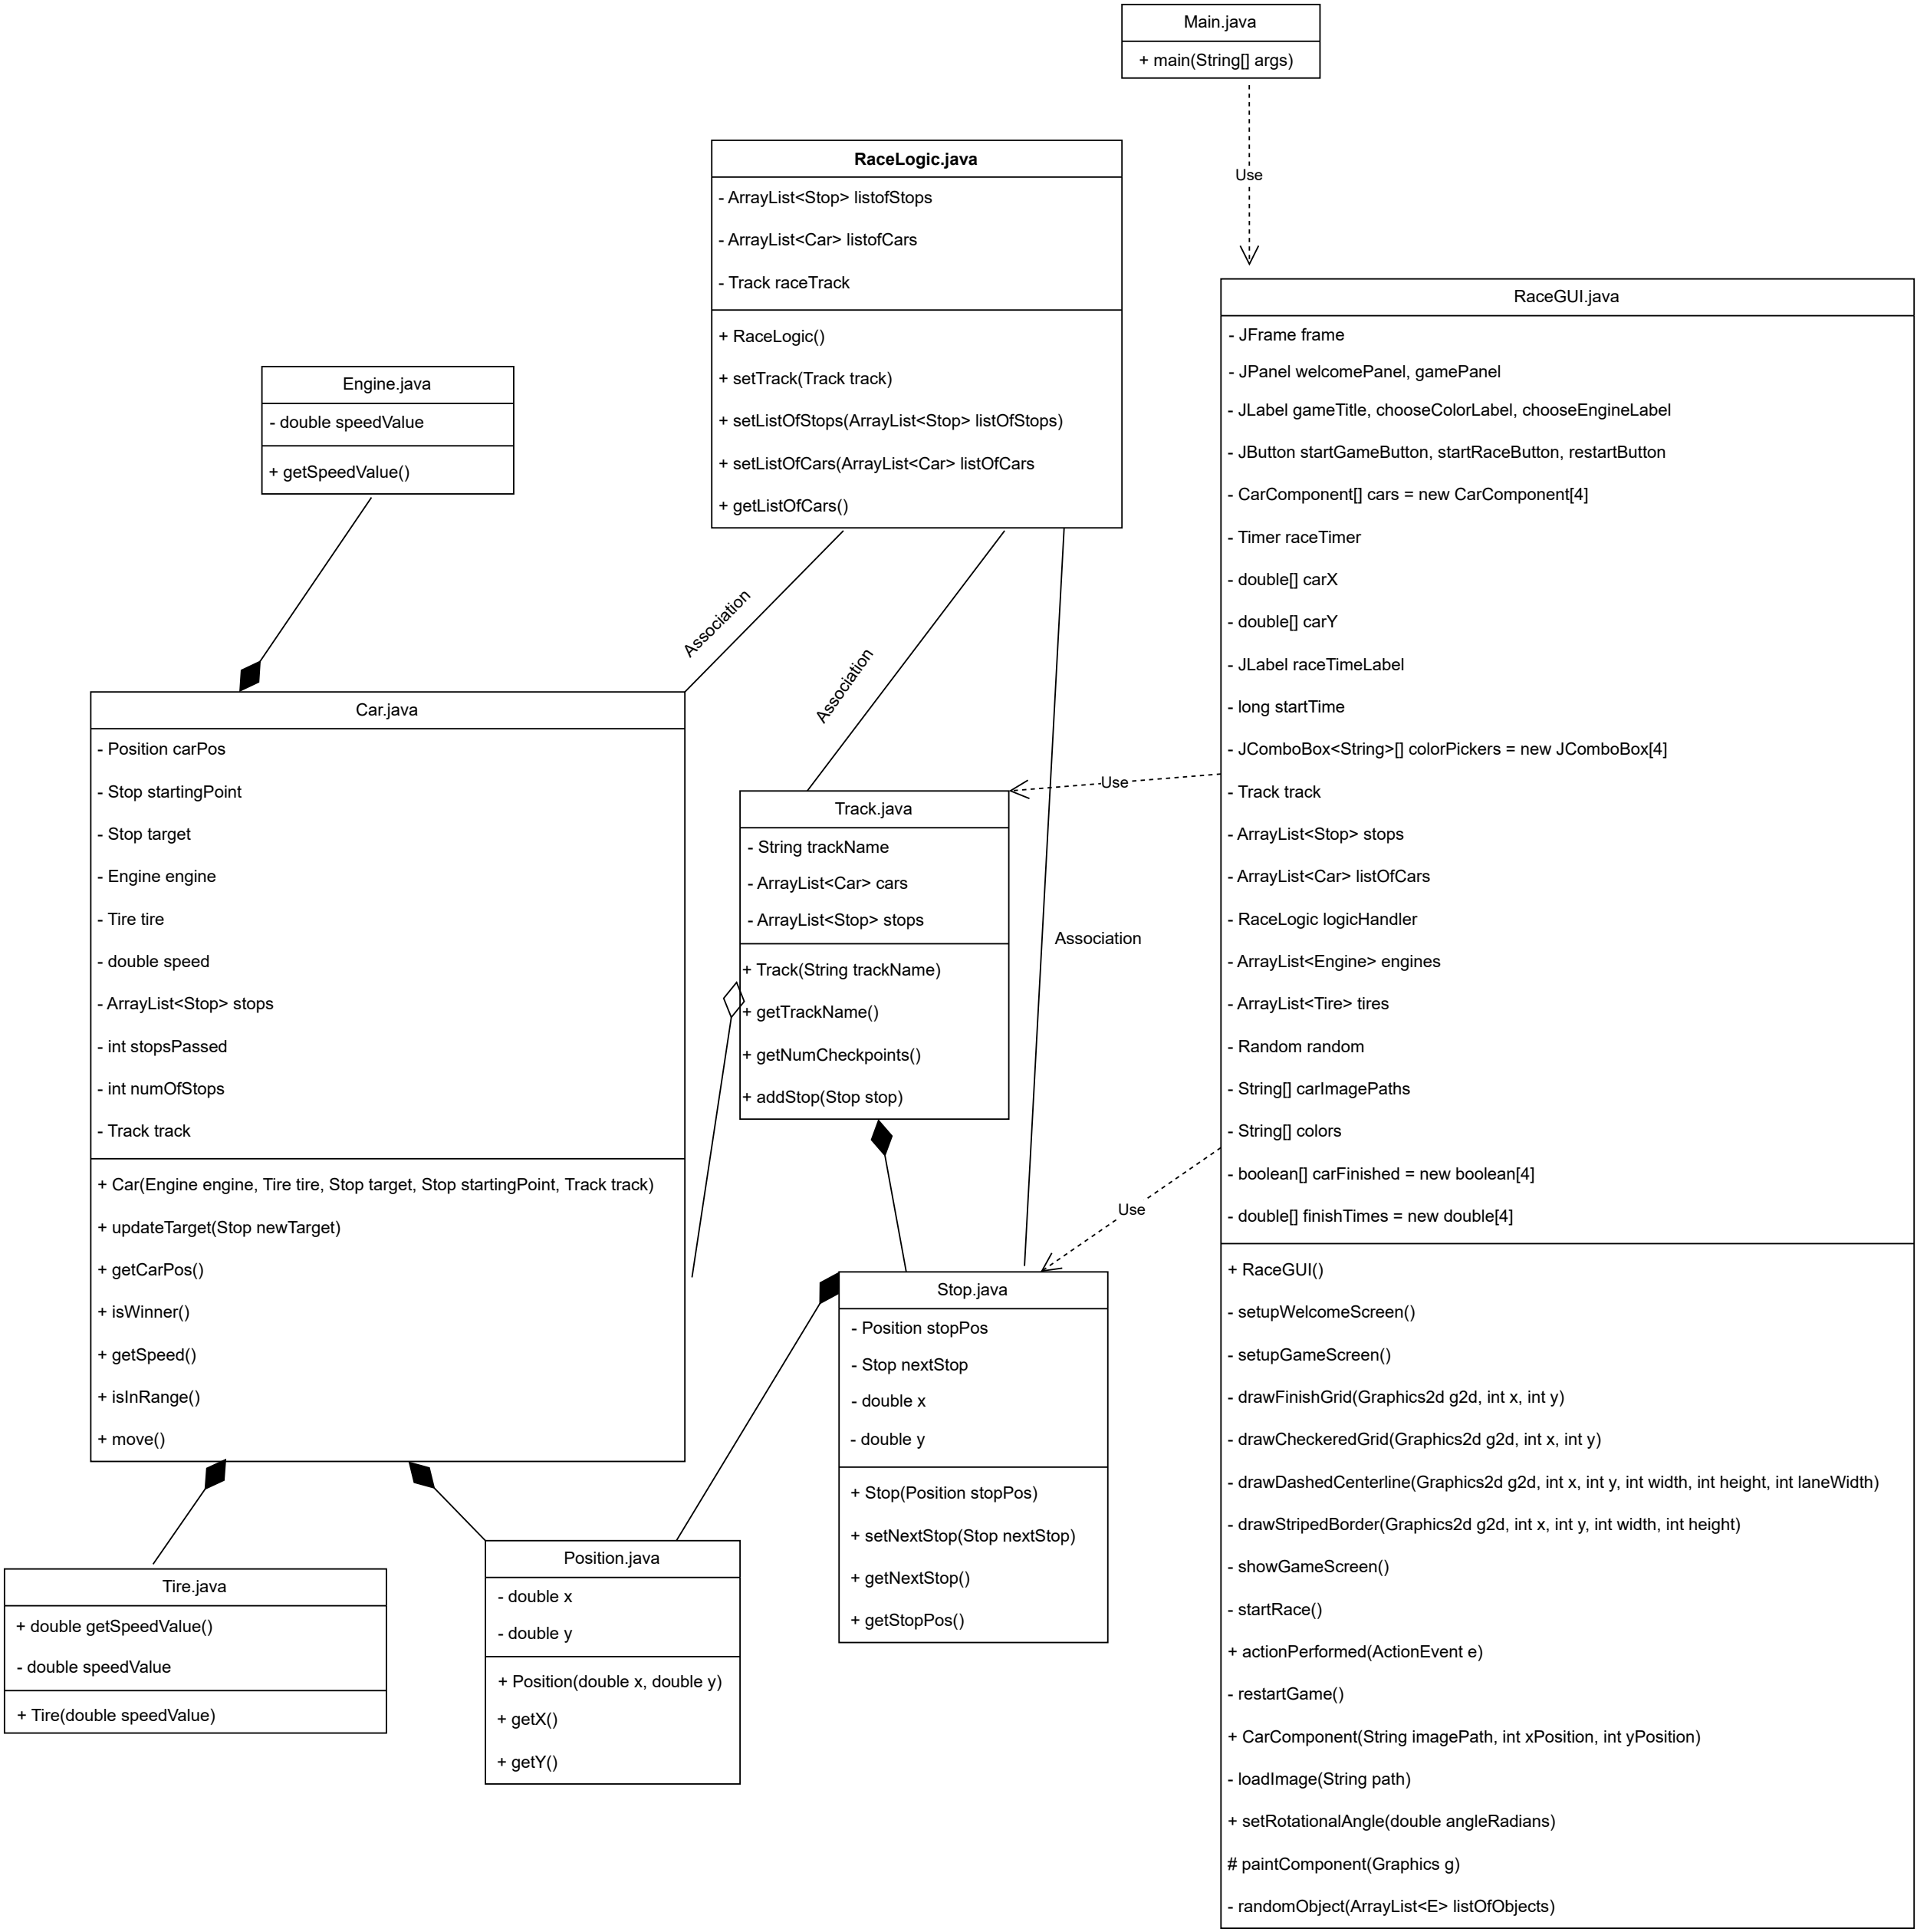 Main.java
+ main(String[] args)
Use
RaceLogic.java
- ArrayList<Stop> listofStops
- ArrayList<Car> listofCars
- Track raceTrack
+ RaceLogic()
+ setTrack(Track track)
+ setListOfStops(ArrayList<Stop> listOfStops)
+ setListOfCars(ArrayList<Car> listOfCars
+ getListOfCars()
Engine.java
- double speedValue
+ getSpeedValue()
Association
Association
Association
Car.java
- Position carPos
- Stop startingPoint
- Stop target
- Engine engine
- Tire tire
- double speed
- ArrayList<Stop> stops
- int stopsPassed
- int numOfStops
- Track track
+ Car(Engine engine, Tire tire, Stop target, Stop startingPoint, Track track)
+ updateTarget(Stop newTarget)
+ getCarPos()
+ isWinner()
+ getSpeed()
+ isInRange()
+ move()
Track.java
- String trackName
- ArrayList<Car> cars
- ArrayList<Stop> stops
+ Track(String trackName)
+ getTrackName()
+ getNumCheckpoints()
+ addStop(Stop stop)
Use
Use
Stop.java
- Position stopPos
- Stop nextStop
- double x
- double y
+ Stop(Position stopPos)
+ setNextStop(Stop nextStop)
+ getNextStop()
+ getStopPos()
Tire.java
+ double getSpeedValue()
- double speedValue
+ Tire(double speedValue)
Position.java
- double x
- double y
+ Position(double x, double y)
+ getX()
+ getY()
RaceGUI.java
- JFrame frame
- JPanel welcomePanel, gamePanel
- JLabel gameTitle, chooseColorLabel, chooseEngineLabel
- JButton startGameButton, startRaceButton, restartButton
- CarComponent[] cars = new CarComponent[4]
- Timer raceTimer
- double[] carX
- double[] carY
- JLabel raceTimeLabel
- long startTime
- JComboBox<String>[] colorPickers = new JComboBox[4]
- Track track
- ArrayList<Stop> stops
- ArrayList<Car> listOfCars
- RaceLogic logicHandler
- ArrayList<Engine> engines
- ArrayList<Tire> tires
- Random random
- String[] carImagePaths
- String[] colors
- boolean[] carFinished = new boolean[4]
- double[] finishTimes = new double[4]
+ RaceGUI()
- setupWelcomeScreen()
- setupGameScreen()
- drawFinishGrid(Graphics2d g2d, int x, int y)
- drawCheckeredGrid(Graphics2d g2d, int x, int y)
- drawDashedCenterline(Graphics2d g2d, int x, int y, int width, int height, int laneWidth)
- drawStripedBorder(Graphics2d g2d, int x, int y, int width, int height)
- showGameScreen()
- startRace()
+ actionPerformed(ActionEvent e)
- restartGame()
+ CarComponent(String imagePath, int xPosition, int yPosition)
- loadImage(String path)
+ setRotationalAngle(double angleRadians)
# paintComponent(Graphics g)
- randomObject(ArrayList<E> listOfObjects)